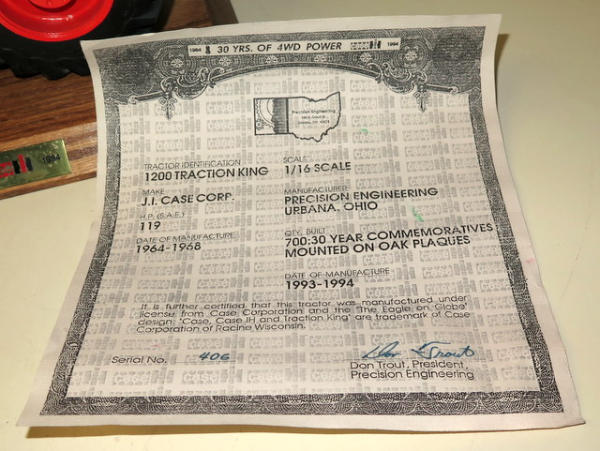 1964 30 YRS. OF 4WD POWER CASE IH 1994
Precision Engineering
TRACTOR IDENTIFICATION
1200 TRACTION KING
SCALE
1/16 SCALE
MAKE
J.I. CASE CORP.
MANUFACTURER
PRECISION ENGINEERING
URBANA, OHIO
H.P. (S.A.E.)
119
QTY. BUILT
700:30 YEAR COMMEMORATIVES
MOUNTED ON OAK PLAQUES
DATE OF MANUFACTURE
1964-1968
DATE OF MANUFACTURE
1993-1994
It is further certified that this tractor was manufactured under
license from Case Corporation and the "The Eagle on Globe"
design; "Case, Case IH and Traction King" are trademark of Case
Corporation of Racine Wisconsin.
Serial No. 406
Don Trout
Don Trout, President,
Precision Engineering
1994